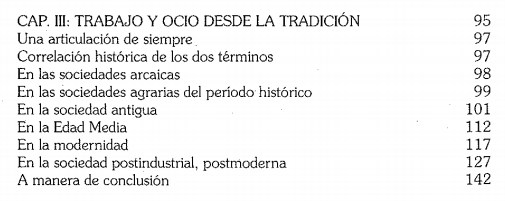 CAP. III: TRABAJO Y OCIO DESDE LA TRADICIÓN 95
Una articulación de siempre 97
Correlación histórica de los dos términos 97
En las sociedades arcaicas 98
En las sociedades agrarias del período histórico 99
En la sociedad antigua 101
En la Edad Media 112
En la modernidad 117
En la sociedad postindustrial, postmoderna 127
A manera de conclusión 142